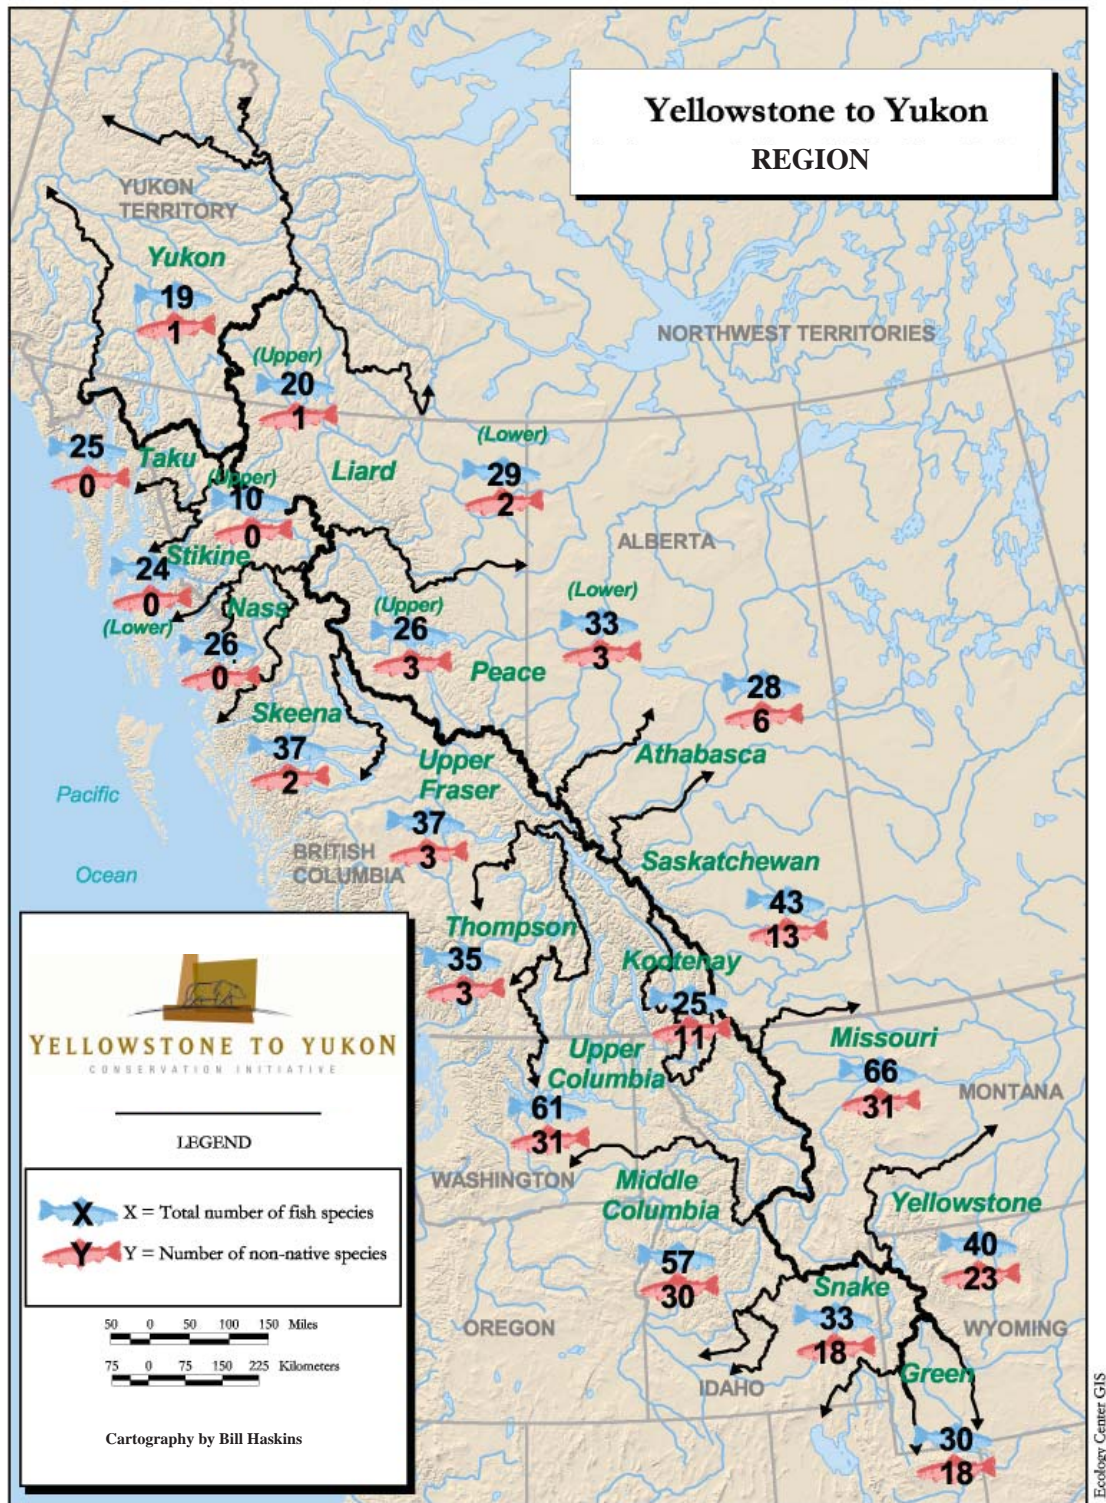 Yellowstone to Yukon
REGION
YUKON
TERRITORY
Yukon
19
1
NORTHWEST TERRITORIES
(Upper)
20
1
25
0
Taku
(Upper)
10
0
Liard
(Lower)
29
2
ALBERTA
Stikine
24
0
(Lower)
Nass
26
0
(Upper)
26
3
(Lower)
33
3
Peace
28
6
Athabasca
Skeena
37
2
Upper
Fraser
37
3
Pacific
Ocean
BRITISH
COLUMBIA
Saskatchewan
43
13
Thompson
35
3
Kootenay
25
11
Missouri
66
31
Upper
Columbia
61
31
MONTANA
WASHINGTON
Middle
Columbia
57
30
Yellowstone
40
23
Snake
33
18
OREGON
WYOMING
IDAHO
Green
30
18
YELLOWSTONE TO YUKON
CONSERVATION INITIATIVE
LEGEND
X X = Total number of fish species
Y Y = Number of non-native species
50 0 50 100 150 Miles
75 0 75 150 225 Kilometers
Cartography by Bill Haskins
Ecology Center GIS